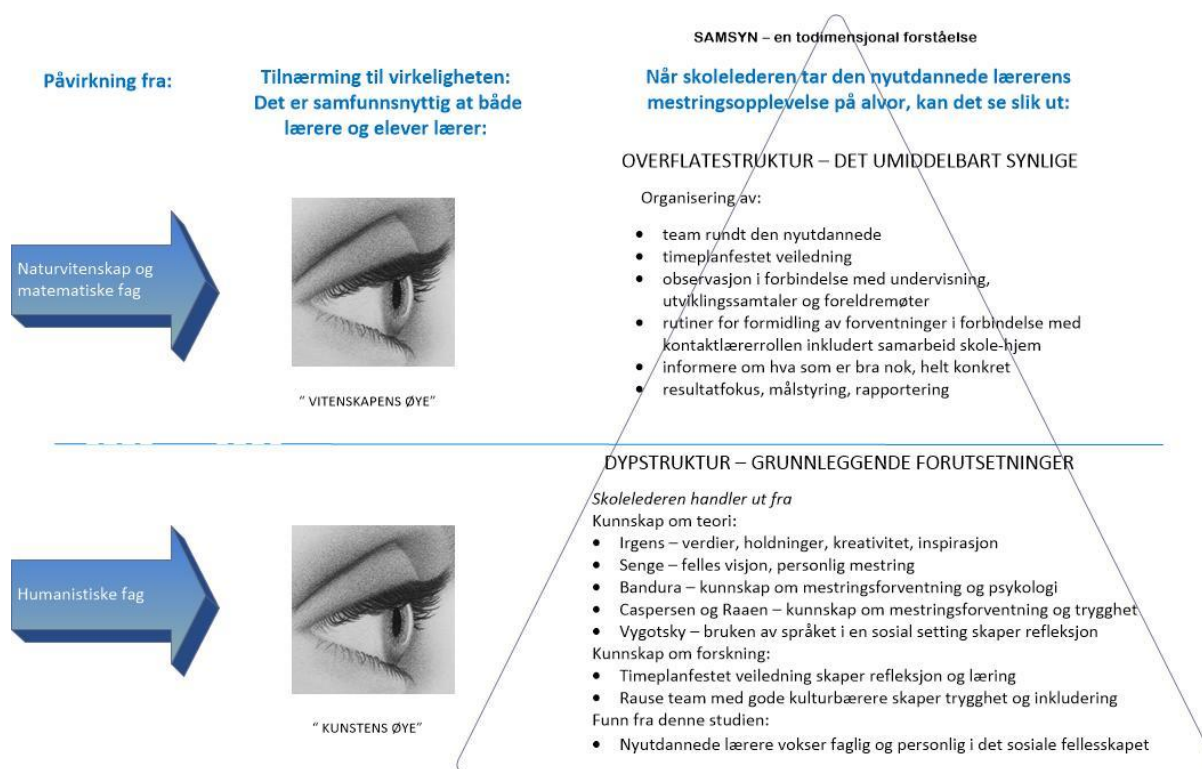 SAMSYN – en todimensjonal forståelse
Påvirkning fra:
Tilnærming til virkeligheten:
Det er samfunnsnyttig at både
lærere og elever lærer:
Når skolelederen tar den nyutdannede lærerens
mestringsopplevelse på alvor, kan det se slik ut:
OVERFLATESTRUKTUR – DET UMIDDELBART SYNLIGE
Naturvitenskap og
matematiske fag
“ VITENSKAPENS ØYE”
Organisering av:
• team rundt den nyutdannede
• timeplanfestet veiledning
• observasjon i forbindelse med undervisning,
utviklingssamtaler og foreldremøter
• rutiner for formidling av forventninger i forbindelse med
kontaktlærerrollen inkludert samarbeid skole-hjem
• informere om hva som er bra nok, helt konkret
• resultatfokus, målstyring, rapportering
DYPSTRUKTUR – GRUNNLEGGENDE FORUTSETNINGER
Humanistiske fag
“ KUNSTENS ØYE”
Skolelederen handler ut fra
Kunnskap om teori:
• Irgens – verdier, holdninger, kreativitet, inspirasjon
• Senge – felles visjon, personlig mestring
• Bandura – kunnskap om mestringsforventning og psykologi
• Caspersen og Raaen – kunnskap om mestringsforventning og trygghet
• Vygotsky – bruken av språket i en sosial setting skaper refleksjon
Kunnskap om forskning:
• Timeplanfestet veiledning skaper refleksjon og læring
• Rause team med gode kulturbærere skaper trygghet og inkludering
Funn fra denne studien:
• Nyutdannede lærere vokser faglig og personlig i det sosiale fellesskapet